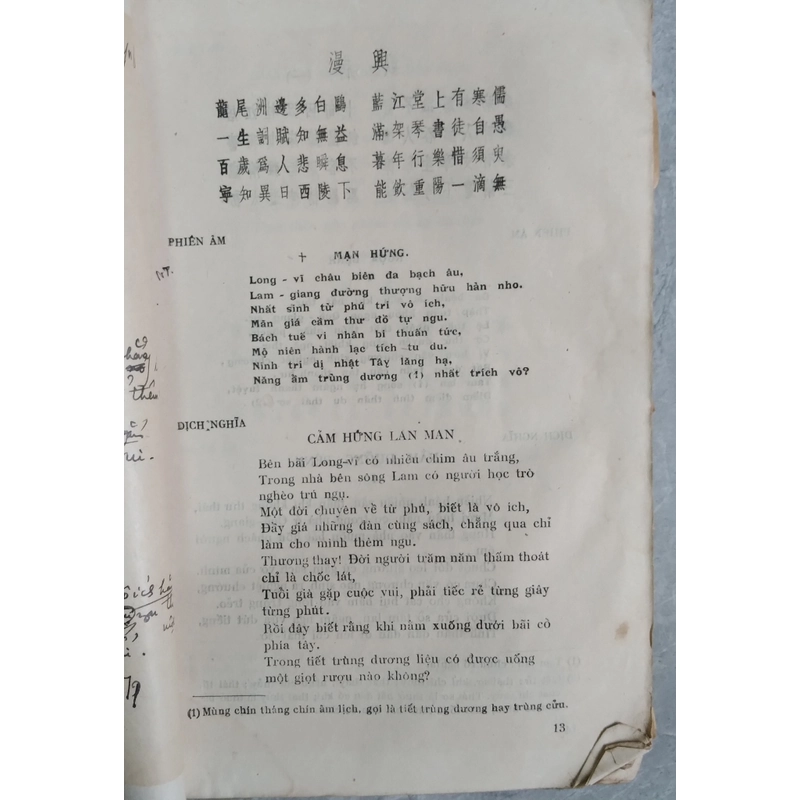 漫興
龍尾洲邊多白鷗 藍江堂上有寒儒
一生詞賦知無益 滿架琴書徒自愚
百歲爲人悲瞬息 暮年行樂惜須臾
寧知異日西陵下 能飲重陽一滴無
PHIÊN ÂM
MẠN HỨNG.
Long - vĩ châu biên đa bạch âu,
Lam - giang đường thượng hữu hàn nho.
Nhất sinh từ phú tri vô ích,
Mãn giá cầm thư đồ tự ngu.
Bách tuế vi nhân bi thuấn tức,
Mộ niên hành lạc tích tu du.
Ninh tri dị nhật Tây lăng hạ,
Năng ẩm trùng dương (1) nhất trích vô?
DỊCH NGHĨA
CẢM HỨNG LAN MAN
Bên bãi Long-vĩ có nhiều chim âu trắng,
Trong nhà bên sông Lam có người học trò
nghèo trú ngụ.
Một đời chuyên về từ phú, biết là vô ích,
Đầy giá những đàn cùng sách, chẳng qua chỉ
làm cho mình thêm ngu.
Thương thay! Đời người trăm năm thấm thoát
chỉ là chốc lát,
Tuổi già gặp cuộc vui, phải tiếc rẻ từng giây
từng phút.
Rồi đây biết rằng khi nằm xuống dưới bãi cỏ
phía tây.
Trong tiết trùng dương liệu có được uống
một giọt rượu nào không?
(1) Mùng chín tháng chín âm lịch, gọi là tiết trùng dương hay trùng cửu.
13